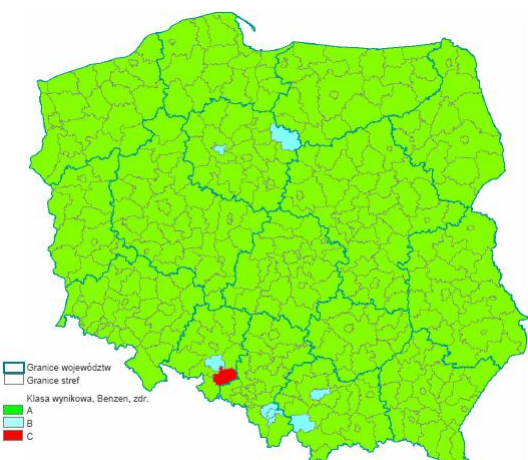 Granice województw
Granice stref
Klasa wynikowa, Benzen, zdr.
A
B
C